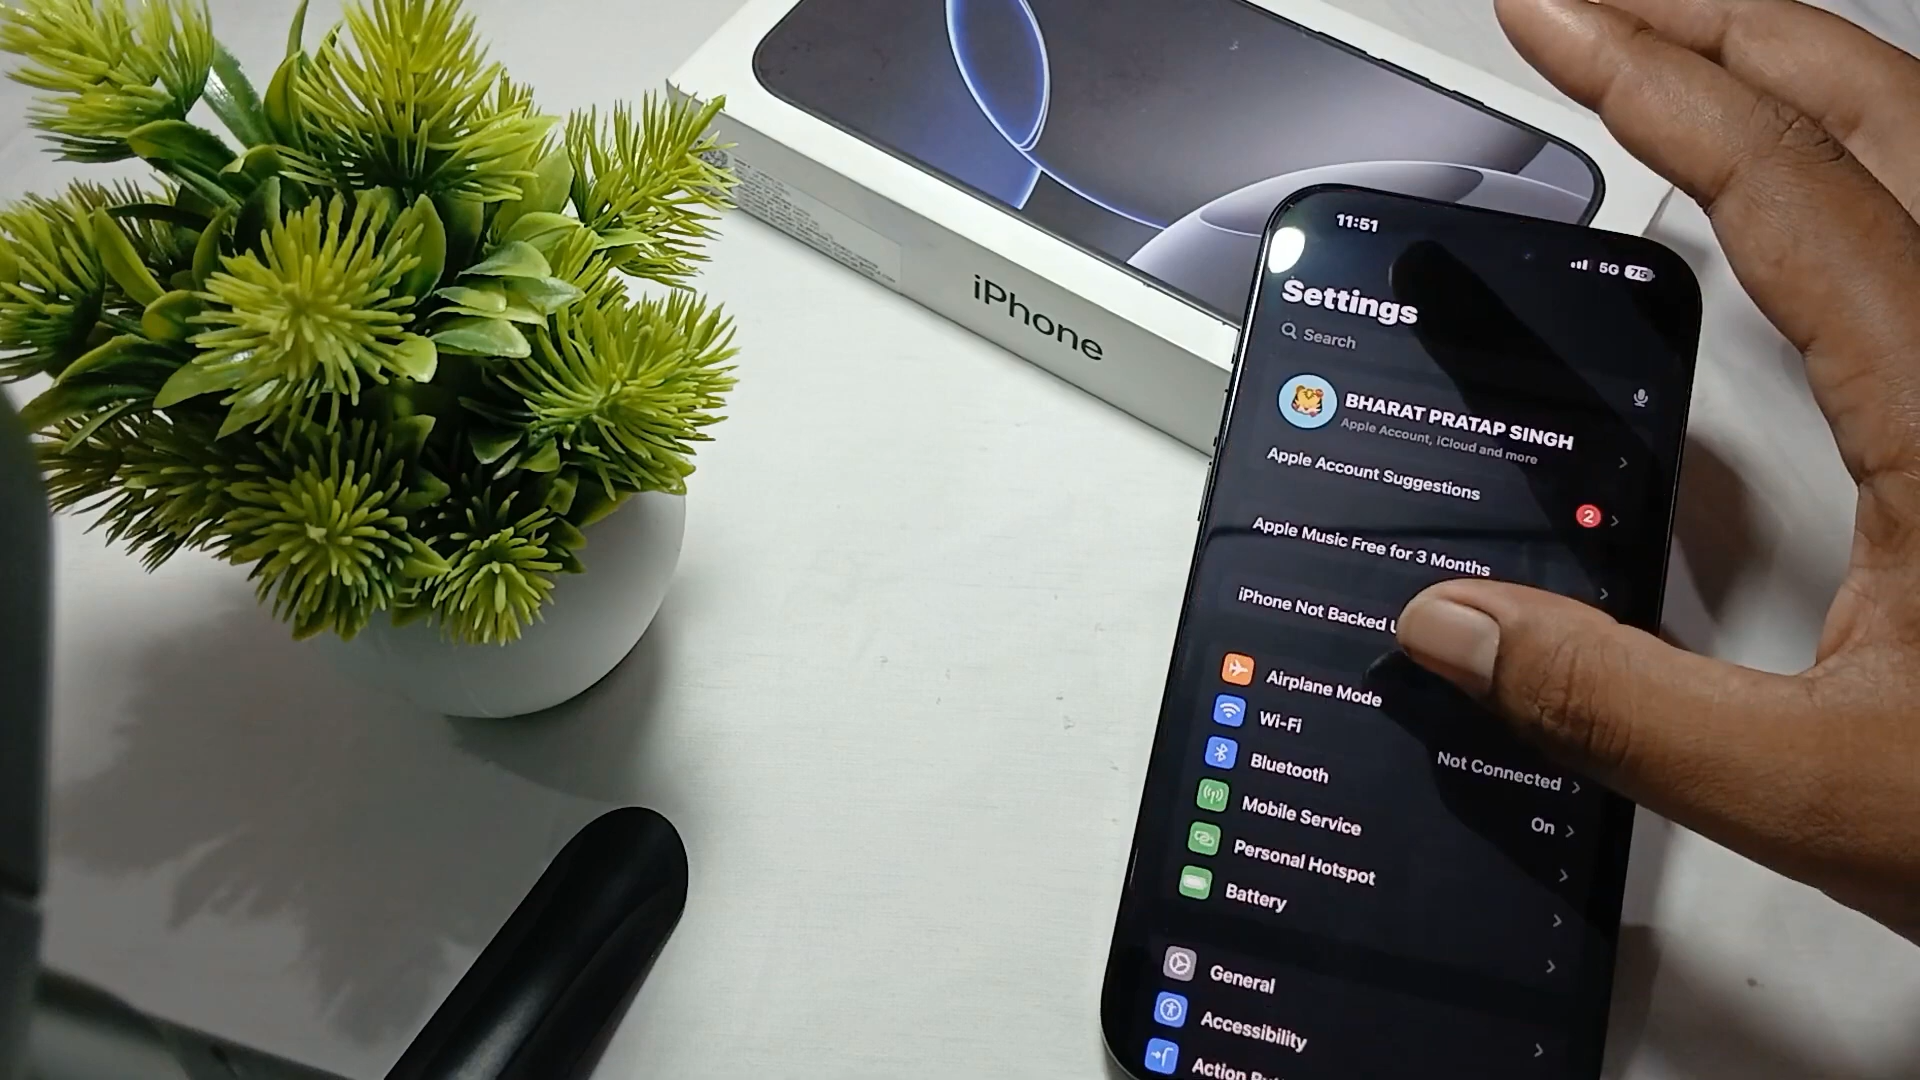 iPhone
11:51
5G 75
Settings
Search
BHARAT PRATAP SINGH
Apple Account, iCloud and more
Apple Account Suggestions
2
Apple Music Free for 3 Months
iPhone Not Backed
Airplane Mode
Wi-Fi
Not Connected
Bluetooth
On
Mobile Service
Personal Hotspot
Battery
General
Accessibility
Action